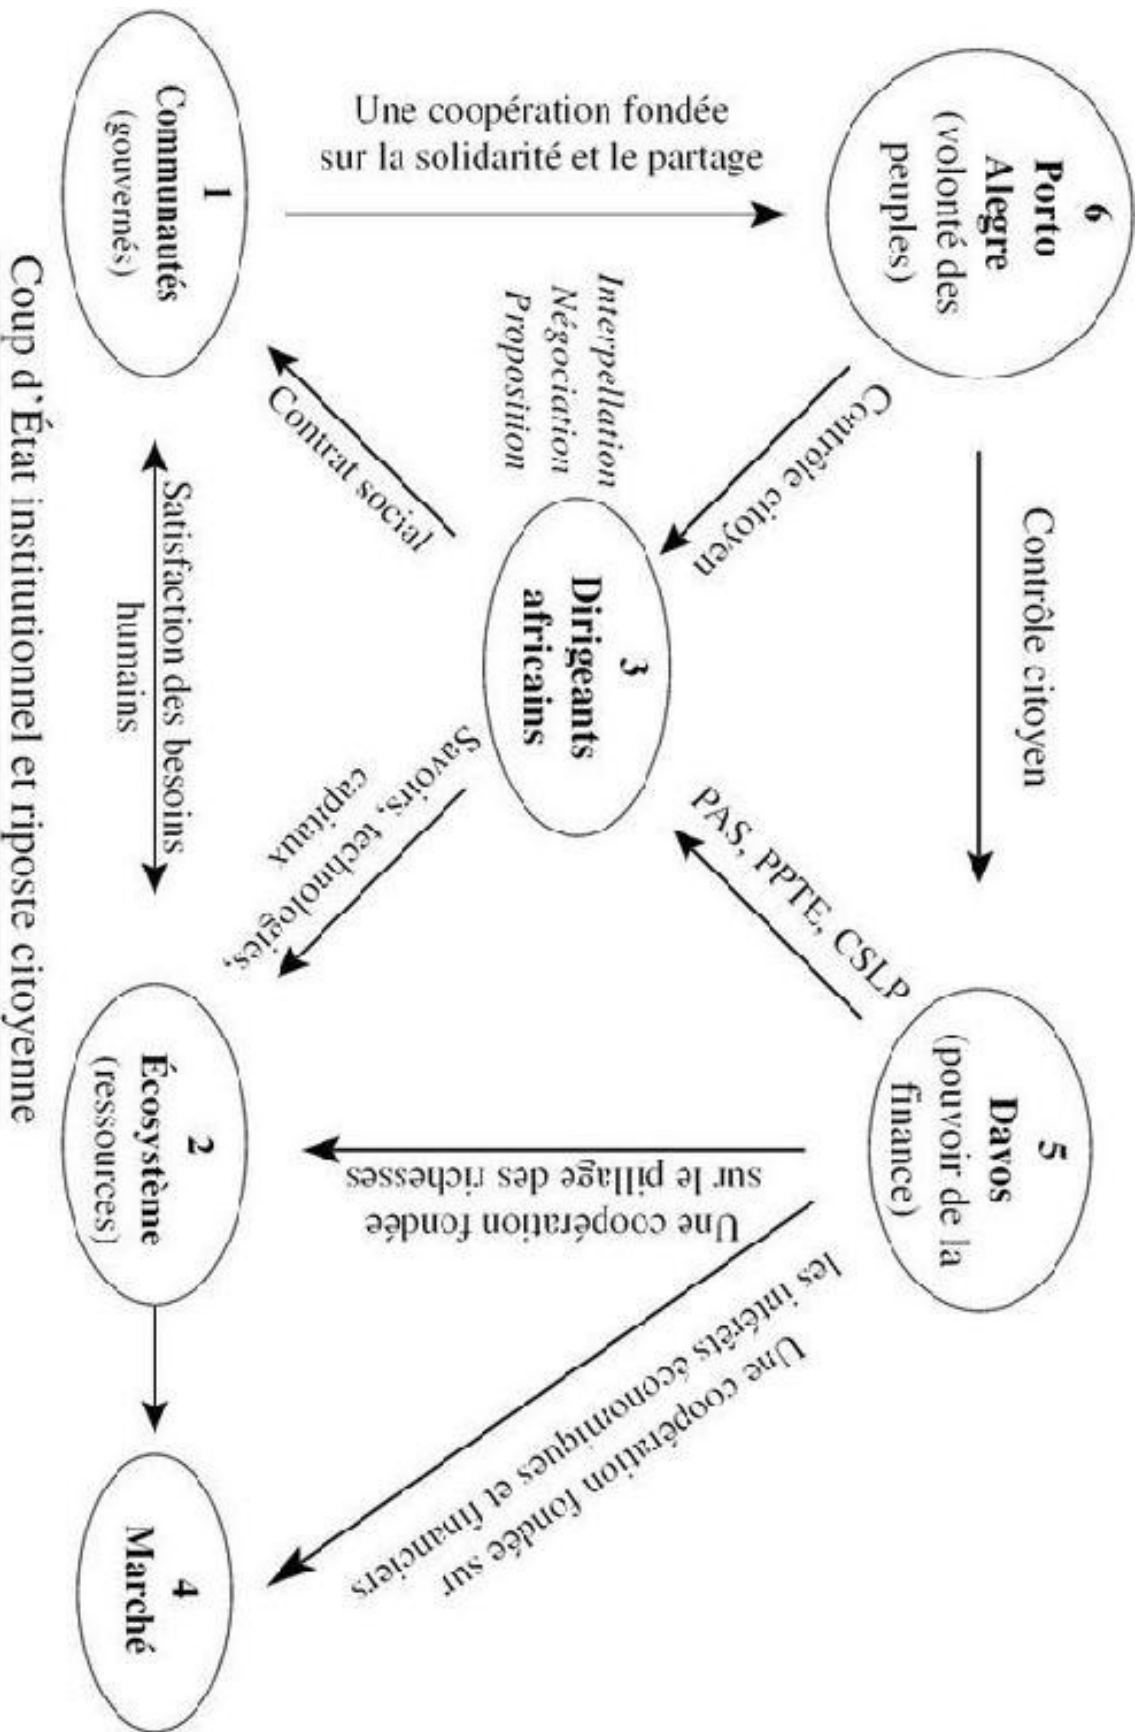 6
Porto
Alegre
(volonté des
peuples)
Contrôle citoyen
5
Davos
(pouvoir de la
finance)
Une coopération fondée
sur la solidarité et le partage
Contrôle citoyen
Interpellation
Négociation
Proposition
3
Dirigeants
africains
PAS, PPTE, CSLP
Une coopération fondée
sur le pillage des richesses
Une coopération fondée sur
les intérêts économiques et financiers
Contrat social
Savoirs, technologies,
capitaux
1
Communautés
(gouvernés)
Satisfaction des besoins
humains
2
Écosystème
(ressources)
4
Marché
Coup d’État institutionnel et riposte citoyenne